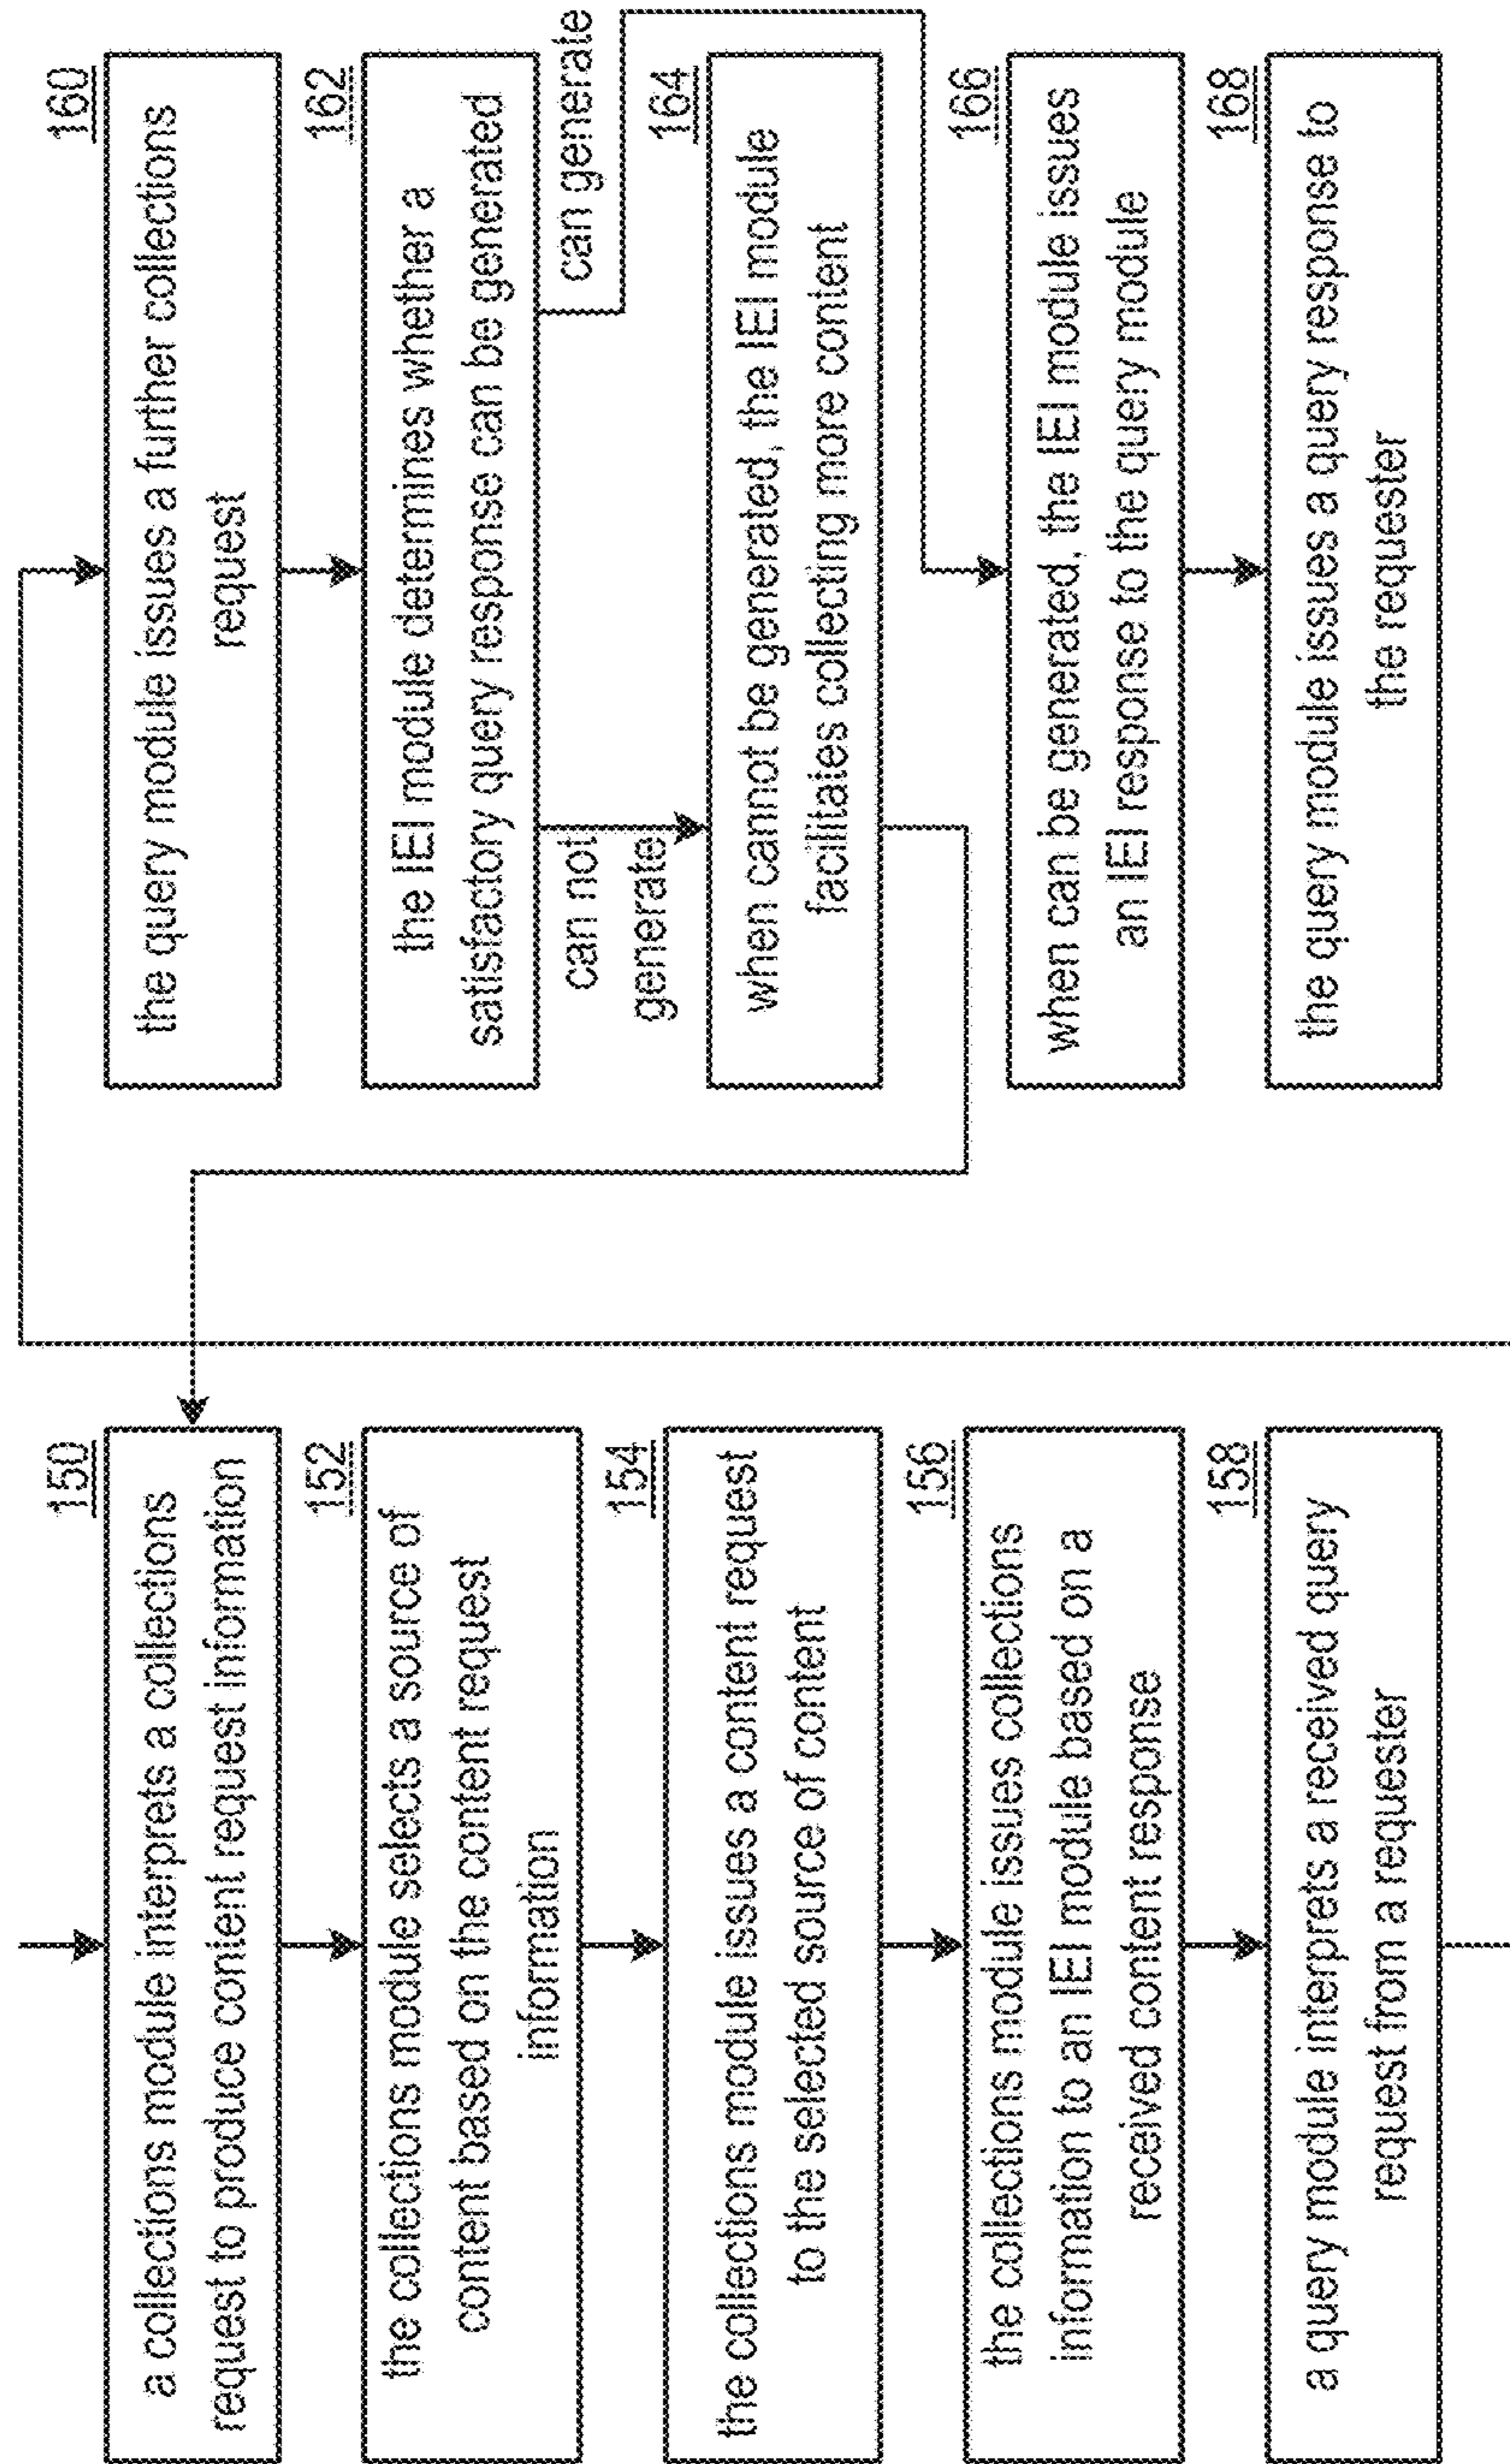 150
a collections module interprets a collections
request to produce content request information
152
the collections module selects a source of
content based on the content request
information
154
the collections module issues a content request
to the selected source of content
156
the collections module issues collections
information to an IEI module based on a
received content response
158
a query module interprets a received query
request from a requester
160
the query module issues a further collections
request
162
the IEI module determines whether a
satisfactory query response can be generated
can not
generate
can generate
164
when cannot be generated, the IEI module
facilitates collecting more content
166
when can be generated, the IEI module issues
an IEI response to the query module
168
the query module issues a query response to
the requester